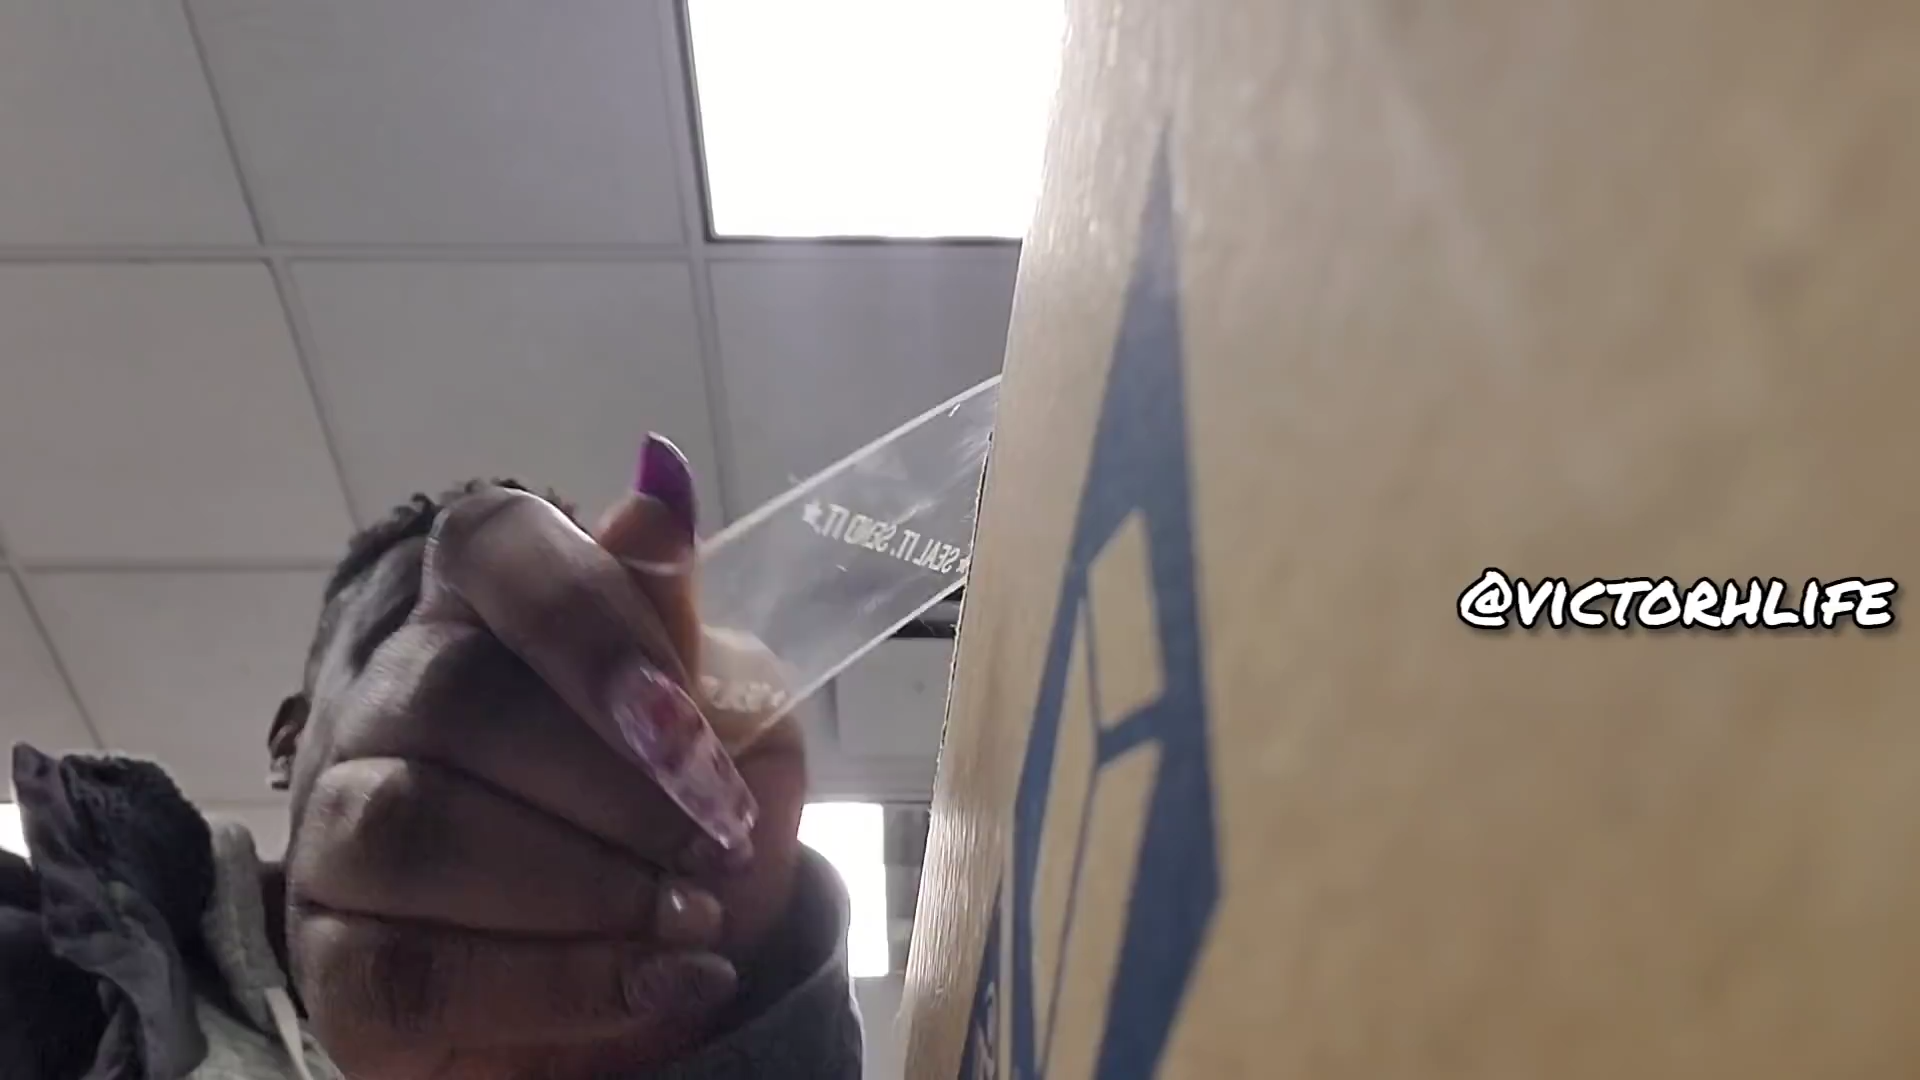 ★ SEAL IT. SEND IT. ★
@VICTORHLIFE